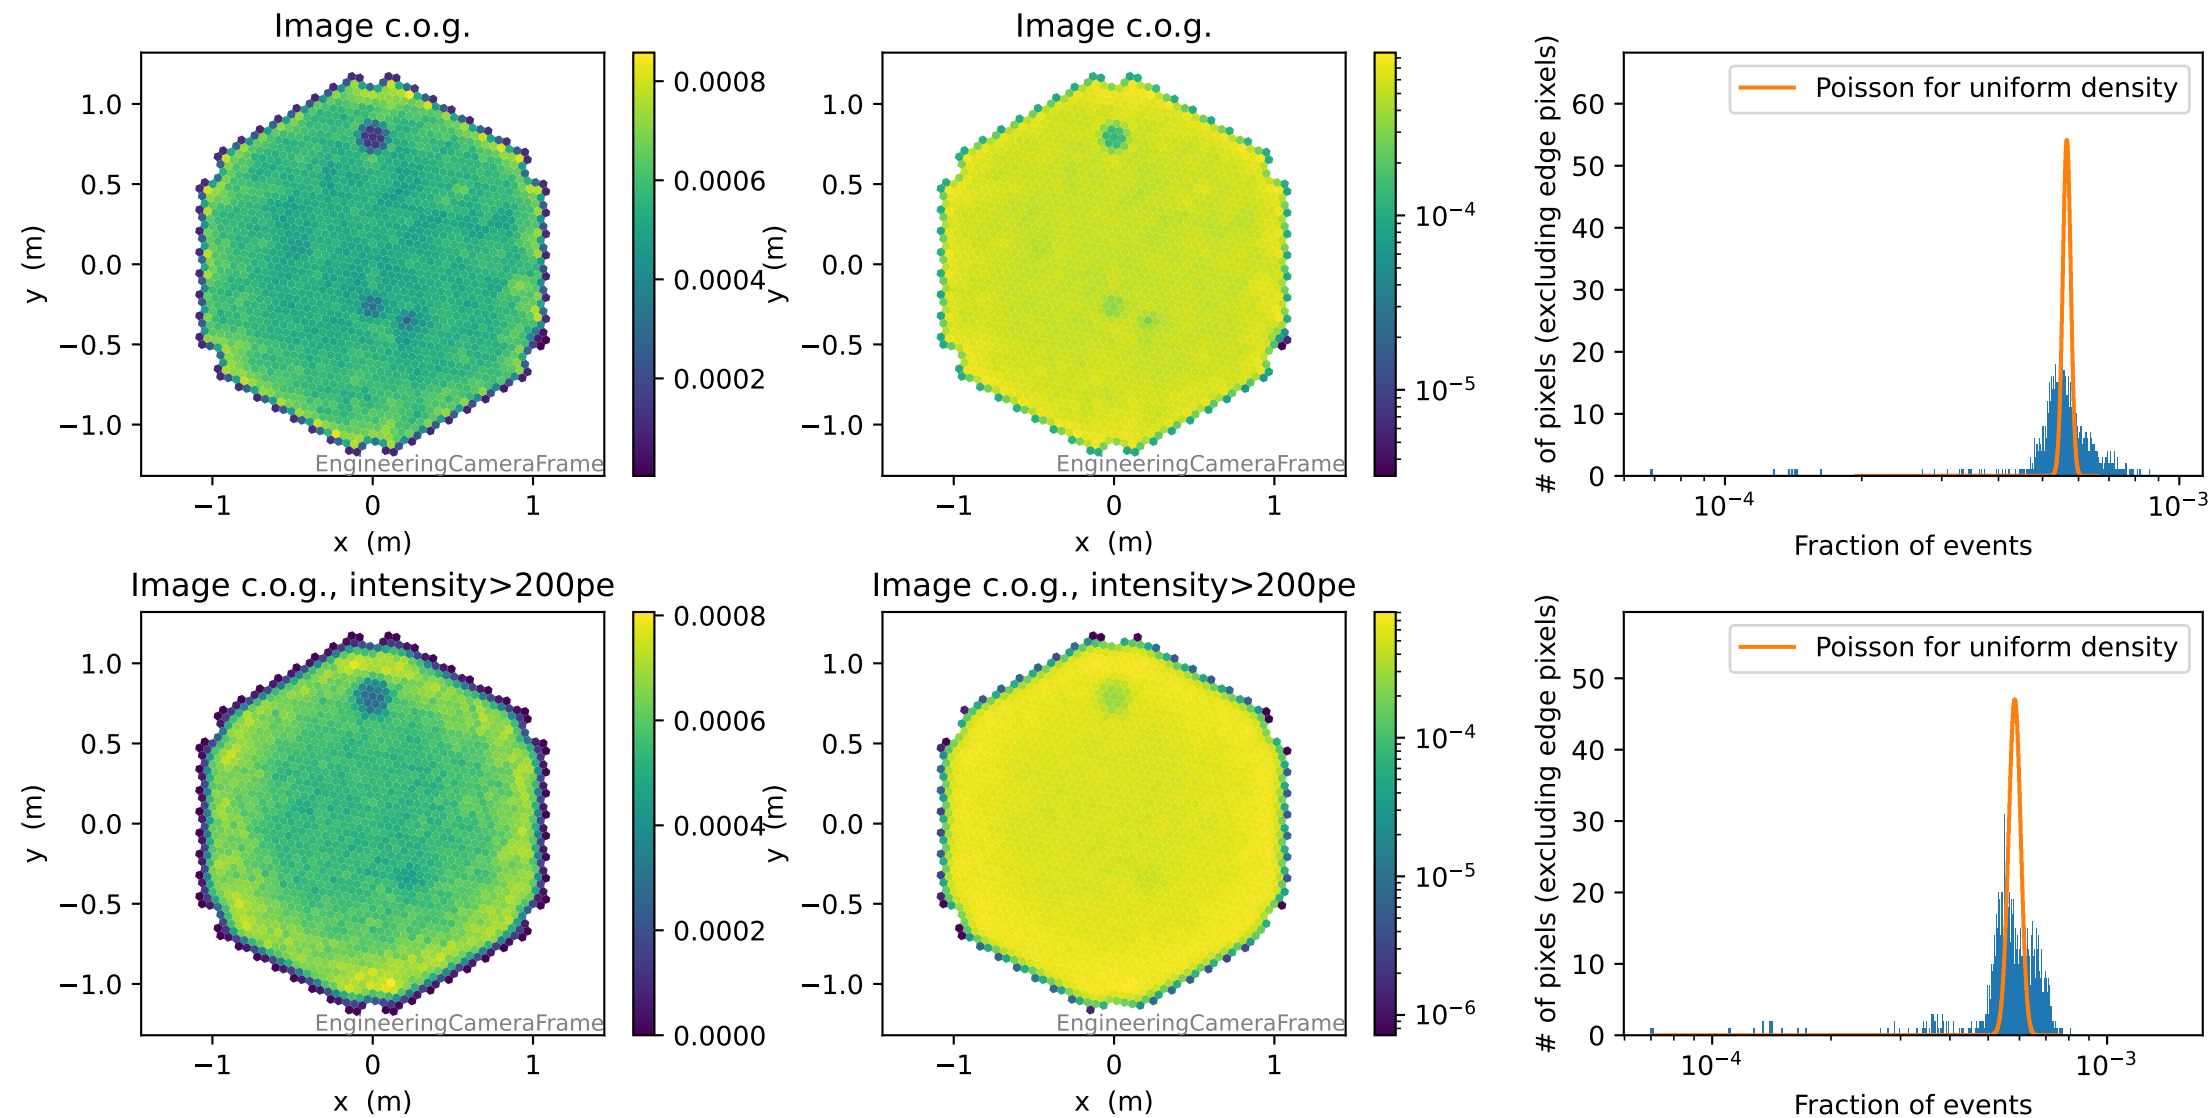 Image c.o.g.
1.0
0.5
0.0
−0.5
−1.0
y (m)
−1
0
1
x (m)
EngineeringCameraFrame
0.0008
0.0006
0.0004
0.0002
Image c.o.g.
1.0
0.5
0.0
−0.5
−1.0
y (m)
−1
0
1
x (m)
EngineeringCameraFrame
10⁻⁴
10⁻⁵
Poisson for uniform density
# of pixels (excluding edge pixels)
60
50
40
30
20
10
0
10⁻⁴
10⁻³
Fraction of events
Image c.o.g., intensity>200pe
1.0
0.5
0.0
−0.5
−1.0
y (m)
−1
0
1
x (m)
EngineeringCameraFrame
0.0008
0.0006
0.0004
0.0002
0.0000
Image c.o.g., intensity>200pe
1.0
0.5
0.0
−0.5
−1.0
y (m)
−1
0
1
x (m)
EngineeringCameraFrame
10⁻⁴
10⁻⁵
10⁻⁶
Poisson for uniform density
# of pixels (excluding edge pixels)
50
40
30
20
10
0
10⁻⁴
10⁻³
Fraction of events